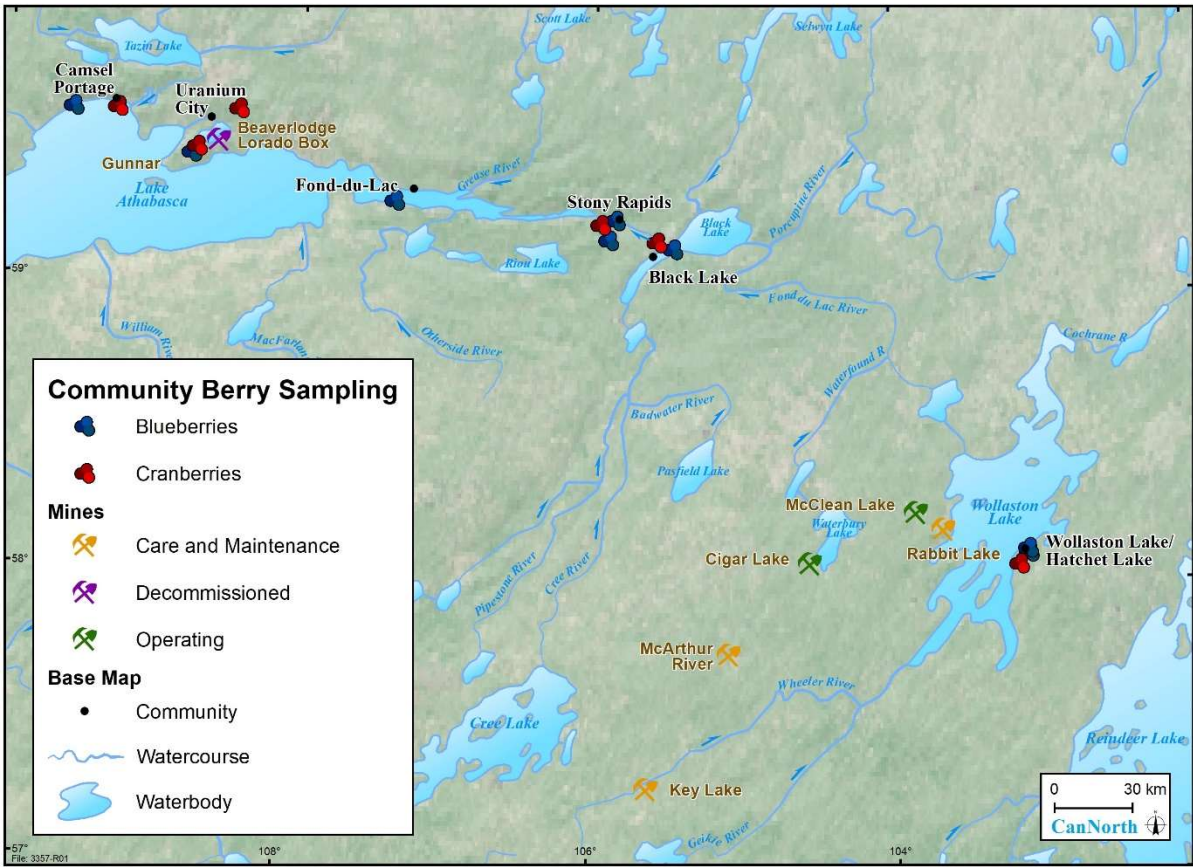 Scott Lake
Selwyn Lake
Tazin Lake
Camsel
Portage
Uranium
City
Beaverlodge
Lorado Box
Gunnar
Lake
Athabasca
Fond-du-Lac
Grease River
Stony Rapids
Black
Lake
Porcupine River
Riou Lake
Black Lake
59°
Fond du Lac River
William River
MacFarlan
Otherside River
Cochrane R
Waterfound R
Badwater River
Pasfield Lake
McClean Lake
Waterbury
Lake
Wollaston
Lake
Rabbit Lake
Wollaston Lake/
Hatchet Lake
58°
Cigar Lake
Pipestone River
Cree River
McArthur
River
Wheeler River
Cree Lake
Reindeer Lake
Key Lake
Geikie River
Community Berry Sampling
Blueberries
Cranberries
Mines
Care and Maintenance
Decommissioned
Operating
Base Map
Community
Watercourse
Waterbody
0 30 km
CanNorth
57°
108°
106°
104°
File: 3357-R01